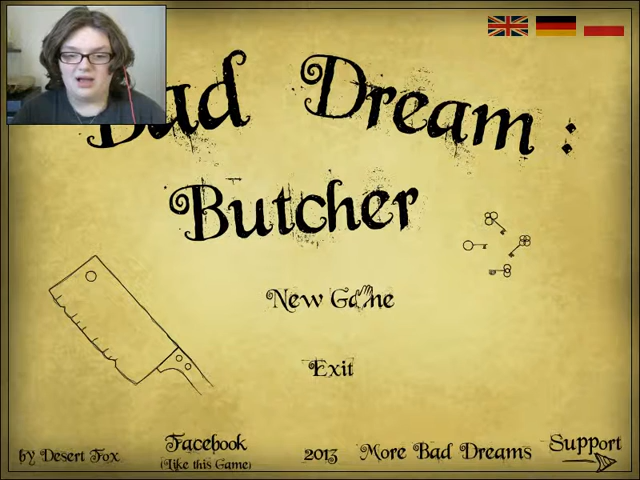 Bad Dream :
Butcher
New Game
Exit
by Desert Fox
Facebook
(Like this Game)
2013
More Bad Dreams
Support